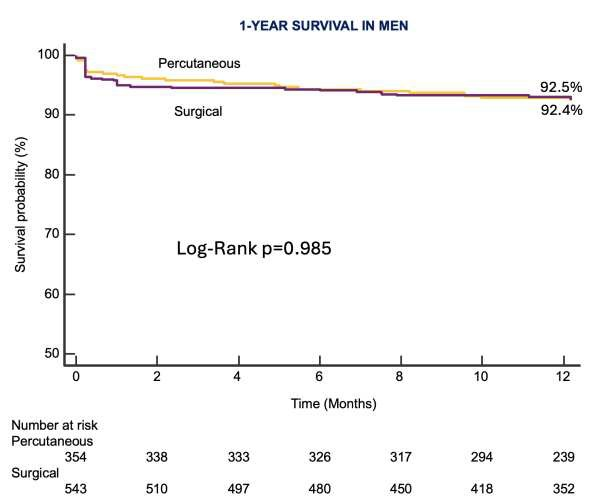 1-YEAR SURVIVAL IN MEN
100
90
80
70
60
50
Survival probability (%)
Percutaneous
Surgical
92.5%
92.4%
Log-Rank p=0.985
0 2 4 6 8 10 12
Time (Months)
Number at risk
Percutaneous
354 338 333 326 317 294 239
Surgical
543 510 497 480 450 418 352